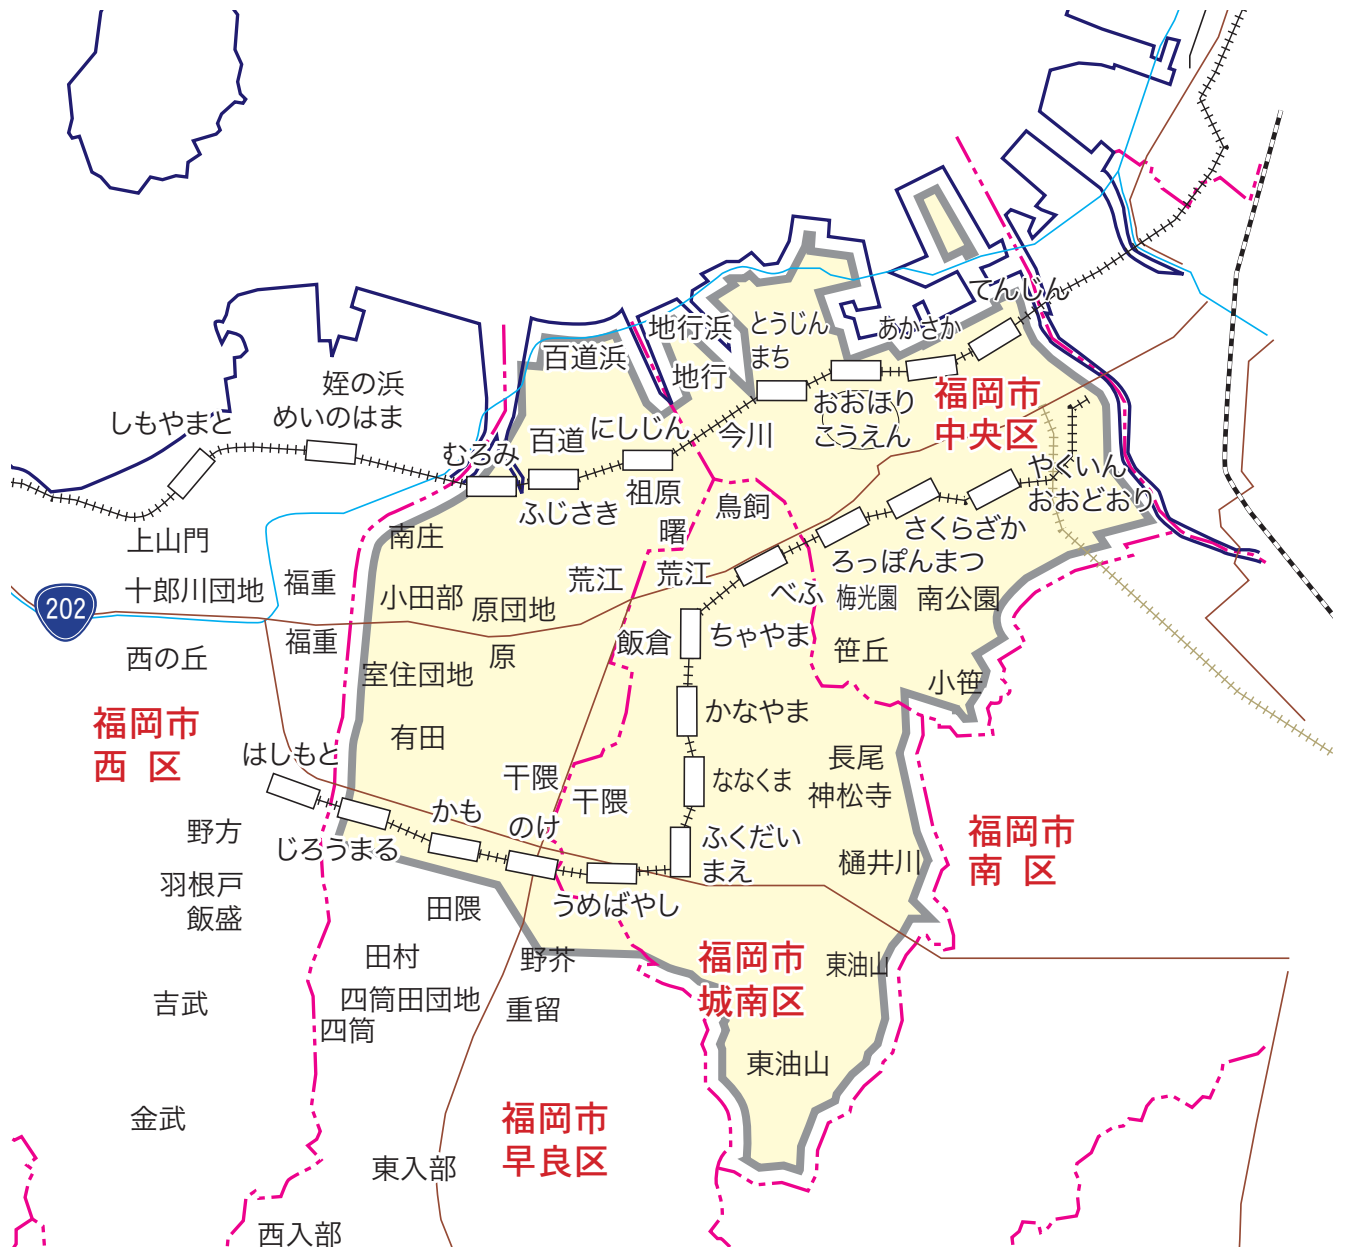 てんじん
地行浜
とうじん
まち
あかさか
百道浜
地行
姪の浜
めいのはま
しもやまと
おおほり
こうえん
福岡市
中央区
むろみ
百道
にしじん
今川
やくいん
おおどおり
祖原
鳥飼
ふじさき
曙
さくらざか
南庄
上山門
ろっぽんまつ
十郎川団地
福重
小田部
原団地
荒江
荒江
べふ
梅光園
南公園
202
福重
原
飯倉
ちゃやま
笹丘
西の丘
室住団地
小笹
福岡市
西 区
有田
かなやま
はしもと
干隈
干隈
ななくま
長尾
神松寺
野方
じろうまる
かも
のけ
ふくだい
まえ
樋井川
福岡市
南 区
羽根戸
飯盛
田隈
うめばやし
田村
野芥
福岡市
城南区
東油山
吉武
四箇田団地
四箇
重留
東油山
金武
福岡市
早良区
東入部
西入部